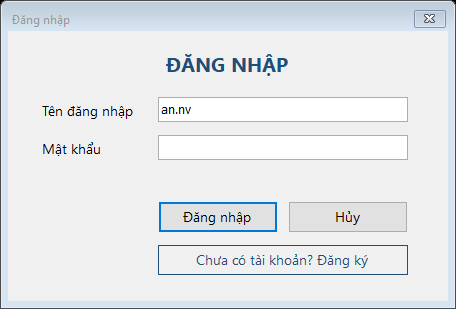 Đăng nhập
ĐĂNG NHẬP
Tên đăng nhập
an.nv
Mật khẩu
Đăng nhập
Hủy
Chưa có tài khoản? Đăng ký